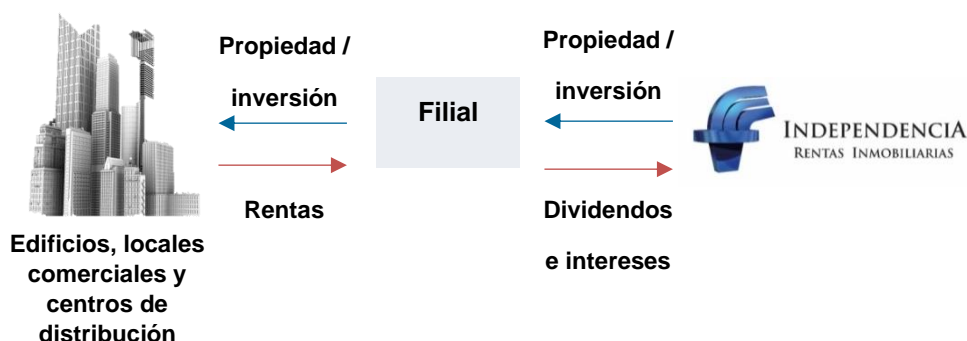 Propiedad /
inversión
Rentas
Edificios, locales
comerciales y
centros de
distribución
Filial
Propiedad /
inversión
Dividendos
e intereses
INDEPENDENCIA
RENTAS INMOBILIARIAS